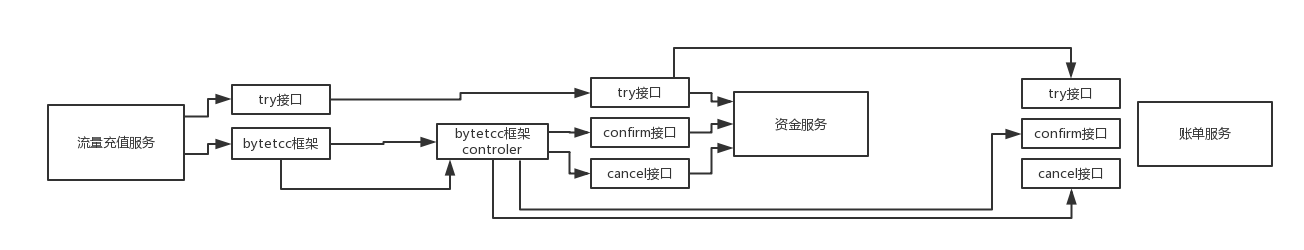 流量充值服务
try接口
bytetcc框架
bytetcc框架
controler
try接口
confirm接口
cancel接口
资金服务
try接口
confirm接口
cancel接口
账单服务